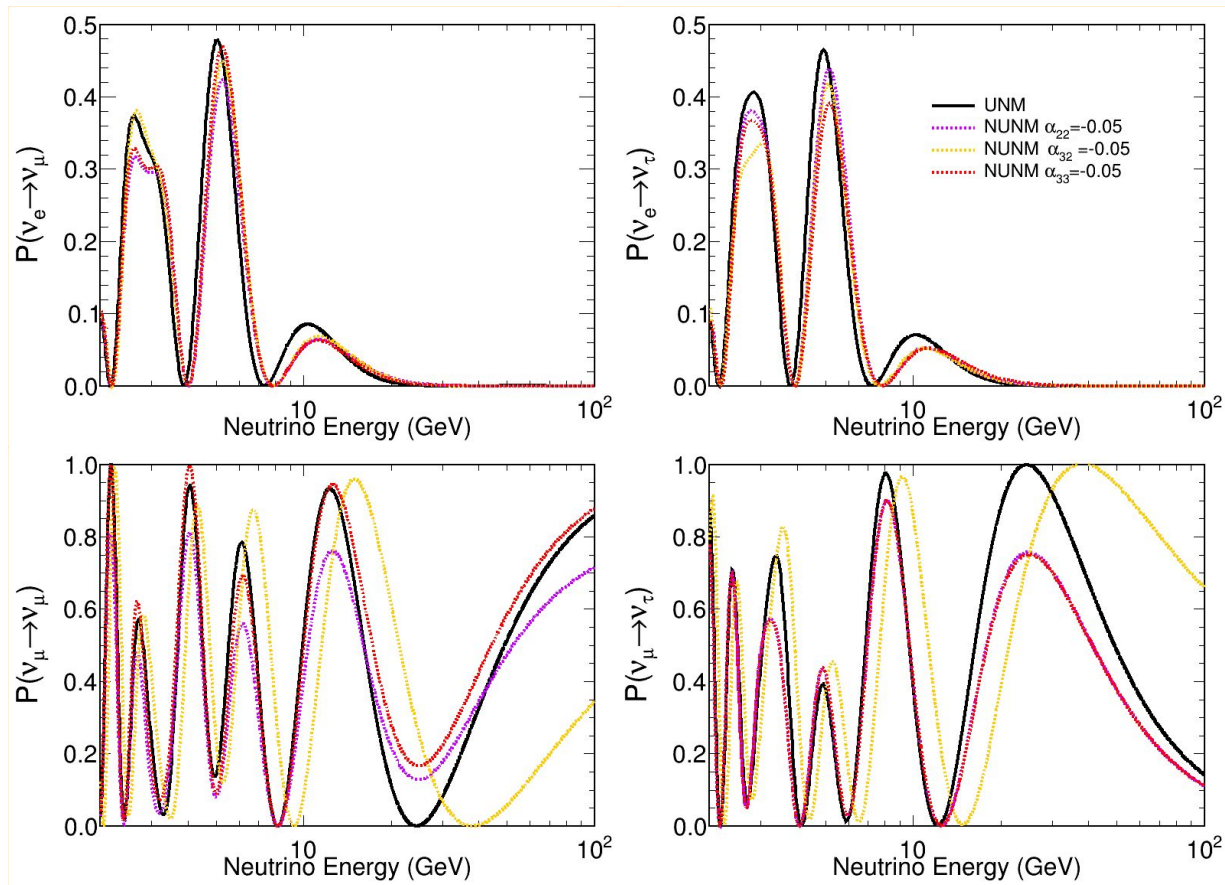 P(νe→νμ)
0.5
0.4
0.3
0.2
0.1
0.0
10
10²
Neutrino Energy (GeV)
P(νe→ντ)
0.5
0.4
0.3
0.2
0.1
0.0
UNM
NUNM α22=-0.05
NUNM α32 =-0.05
NUNM α33=-0.05
10
10²
Neutrino Energy (GeV)
P(νμ→νμ)
1.0
0.8
0.6
0.4
0.2
0.0
10
10²
Neutrino Energy (GeV)
P(νμ→ντ)
1.0
0.8
0.6
0.4
0.2
0.0
10
10²
Neutrino Energy (GeV)